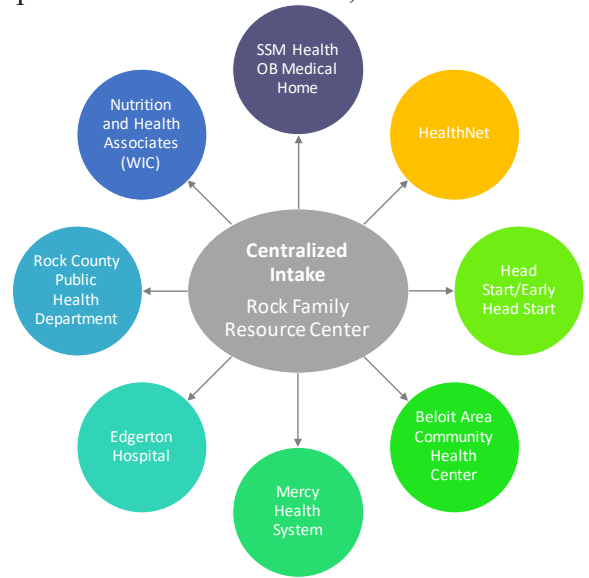 SSM Health
OB Medical
Home
HealthNet
Head
Start/Early
Head Start
Beloit Area
Community
Health
Center
Mercy
Health
System
Edgerton
Hospital
Rock County
Public
Health
Department
Nutrition
and Health
Associates
(WIC)
Centralized
Intake
Rock Family
Resource Center